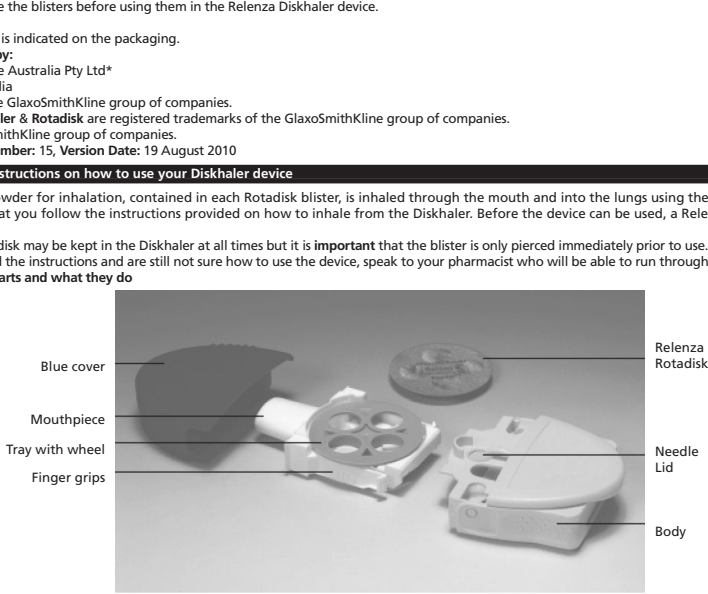 e the blisters before using them in the Relenza Diskhaler device.
is indicated on the packaging.
by:
e Australia Pty Ltd*
lia
e GlaxoSmithKline group of companies.
ler & Rotadisk are registered trademarks of the GlaxoSmithKline group of companies.
mithKline group of companies.
mber: 15, Version Date: 19 August 2010
structions on how to use your Diskhaler device
owder for inhalation, contained in each Rotadisk blister, is inhaled through the mouth and into the lungs using the
at you follow the instructions provided on how to inhale from the Diskhaler. Before the device can be used, a Rele
disk may be kept in the Diskhaler at all times but it is important that the blister is only pierced immediately prior to use.
d the instructions and are still not sure how to use the device, speak to your pharmacist who will be able to run through
arts and what they do
Blue cover
Mouthpiece
Tray with wheel
Finger grips
Relenza
Rotadisk
Needle
Lid
Body